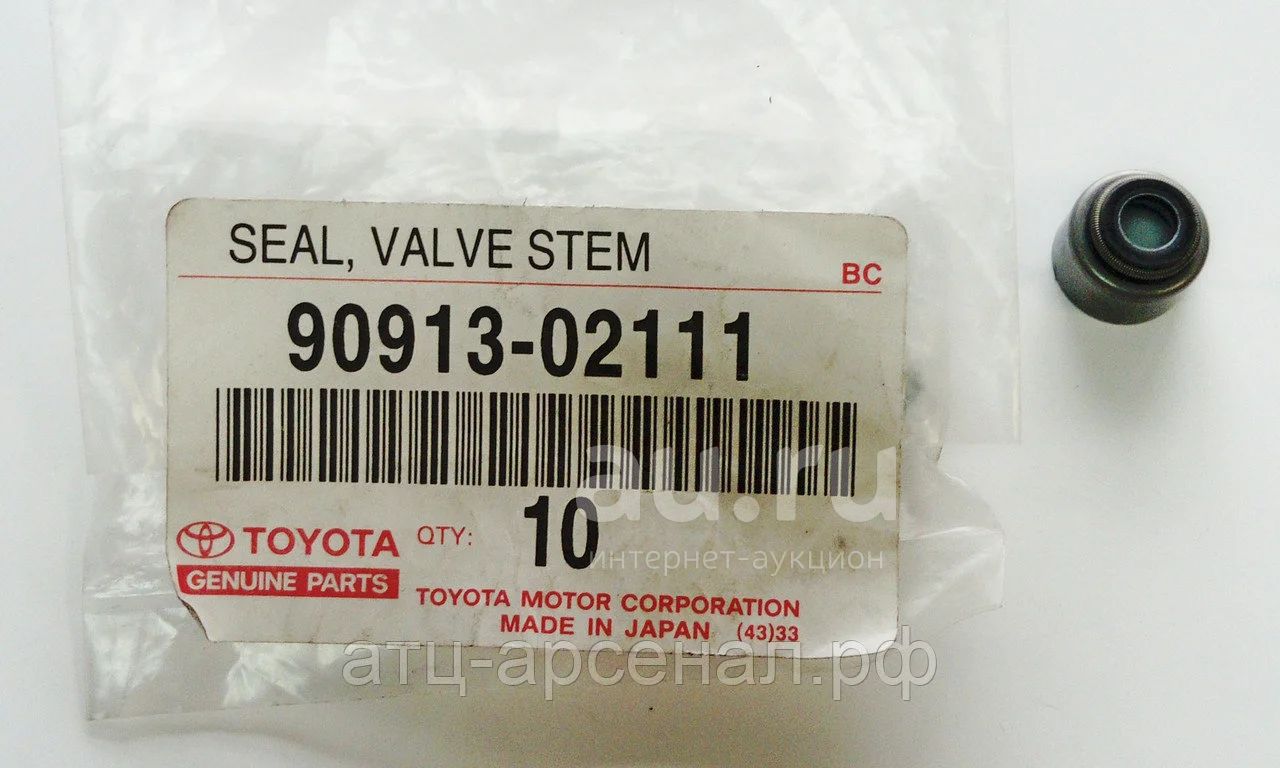 SEAL, VALVE STEM
BC
90913-02111
au.ru
интернет-аукцион
TOYOTA QTY: 10
GENUINE PARTS
TOYOTA MOTOR CORPORATION
MADE IN JAPAN (43)33
атц-арсенал.рф